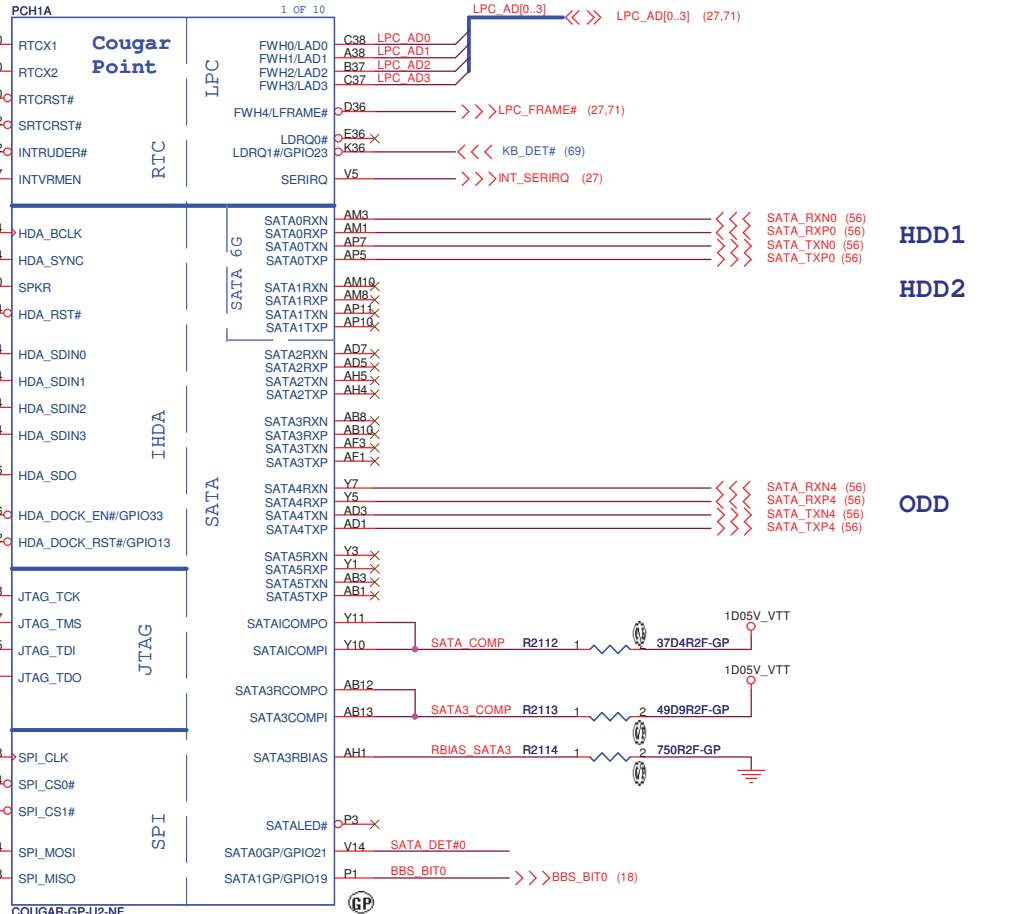 PCH1A
1 OF 10
LPC_AD[0..3]
LPC_AD[0..3] (27,71)
Cougar
Point
LPC
RTC
RTCX1
RTCX2
RTCRST#
SRTCRST#
INTRUDER#
INTVRMEN
FWH0/LAD0 C38 LPC_AD0
FWH1/LAD1 A38 LPC_AD1
FWH2/LAD2 B37 LPC_AD2
FWH3/LAD3 C37 LPC_AD3
FWH4/LFRAME# D36 LPC_FRAME# (27,71)
LDRQ0# E36
LDRQ1#/GPIO23 K36 KB_DET# (69)
SERIRQ V5 INT_SERIRQ (27)
HDA_BCLK
HDA_SYNC
SPKR
HDA_RST#
HDA_SDIN0
HDA_SDIN1
HDA_SDIN2
HDA_SDIN3
HDA_SDO
HDA_DOCK_EN#/GPIO33
HDA_DOCK_RST#/GPIO13
IHDA
SATA 6G
SATA
SATA0RXN AM3 SATA_RXN0 (56)
SATA0RXP AM1 SATA_RXP0 (56)
SATA0TXN AP7 SATA_TXN0 (56)
SATA0TXP AP5 SATA_TXP0 (56)
HDD1
SATA1RXN AM10
SATA1RXP AM8
SATA1TXN AP11
SATA1TXP AP10
HDD2
SATA2RXN AD7
SATA2RXP AD5
SATA2TXN AH5
SATA2TXP AH4
SATA3RXN AB8
SATA3RXP AB10
SATA3TXN AF3
SATA3TXP AF1
SATA4RXN Y7 SATA_RXN4 (56)
SATA4RXP Y5 SATA_RXP4 (56)
SATA4TXN AD3 SATA_TXN4 (56)
SATA4TXP AD1 SATA_TXP4 (56)
ODD
SATA5RXN Y3
SATA5RXP Y1
SATA5TXN AB3
SATA5TXP AB1
JTAG_TCK
JTAG_TMS
JTAG_TDI
JTAG_TDO
JTAG
1D05V_VTT
SATAICOMPO Y11
SATAICOMPI Y10 SATA_COMP R2112 1 2 37D4R2F-GP
1D05V_VTT
SATA3RCOMPO AB12
SATA3COMPI AB13 SATA3_COMP R2113 1 2 49D9R2F-GP
SATA3RBIAS AH1 RBIAS_SATA3 R2114 1 2 750R2F-GP
SPI_CLK
SPI_CS0#
SPI_CS1#
SPI_MOSI
SPI_MISO
SPI
SATALED# P3
SATA0GP/GPIO21 V14 SATA_DET#0
SATA1GP/GPIO19 P1 BBS_BIT0 BBS_BIT0 (18)
GP
COUGAR-GP-U2-NF